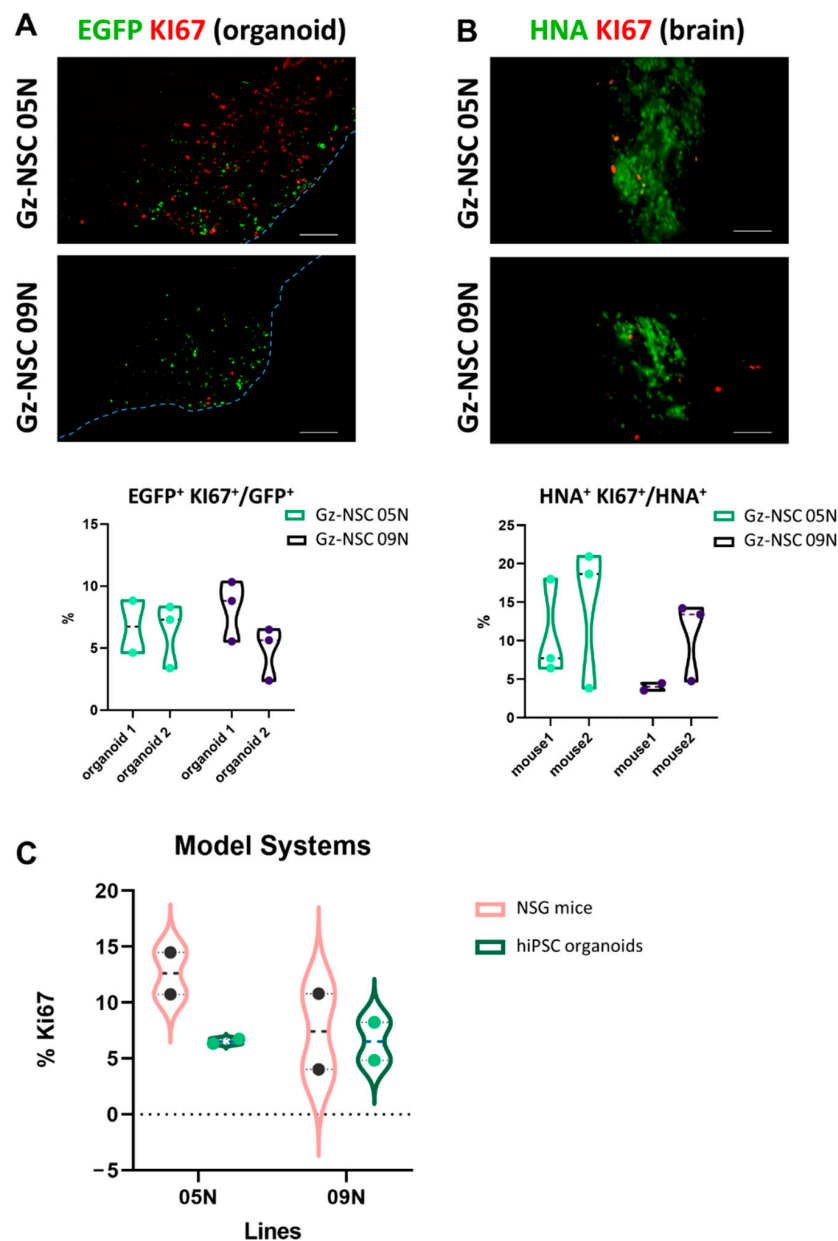 A
EGFP KI67 (organoid)
Gz-NSC 05N
Gz-NSC 09N
EGFP⁺ KI67⁺/GFP⁺
Gz-NSC 05N
Gz-NSC 09N
%
15
10
5
0
organoid 1
organoid 2
organoid 1
organoid 2
B
HNA KI67 (brain)
Gz-NSC 05N
Gz-NSC 09N
HNA⁺ KI67⁺/HNA⁺
Gz-NSC 05N
Gz-NSC 09N
%
25
20
15
10
5
0
mouse1
mouse2
mouse1
mouse2
C
Model Systems
% Ki67
20
15
10
5
0
−5
05N
09N
Lines
NSG mice
hiPSC organoids